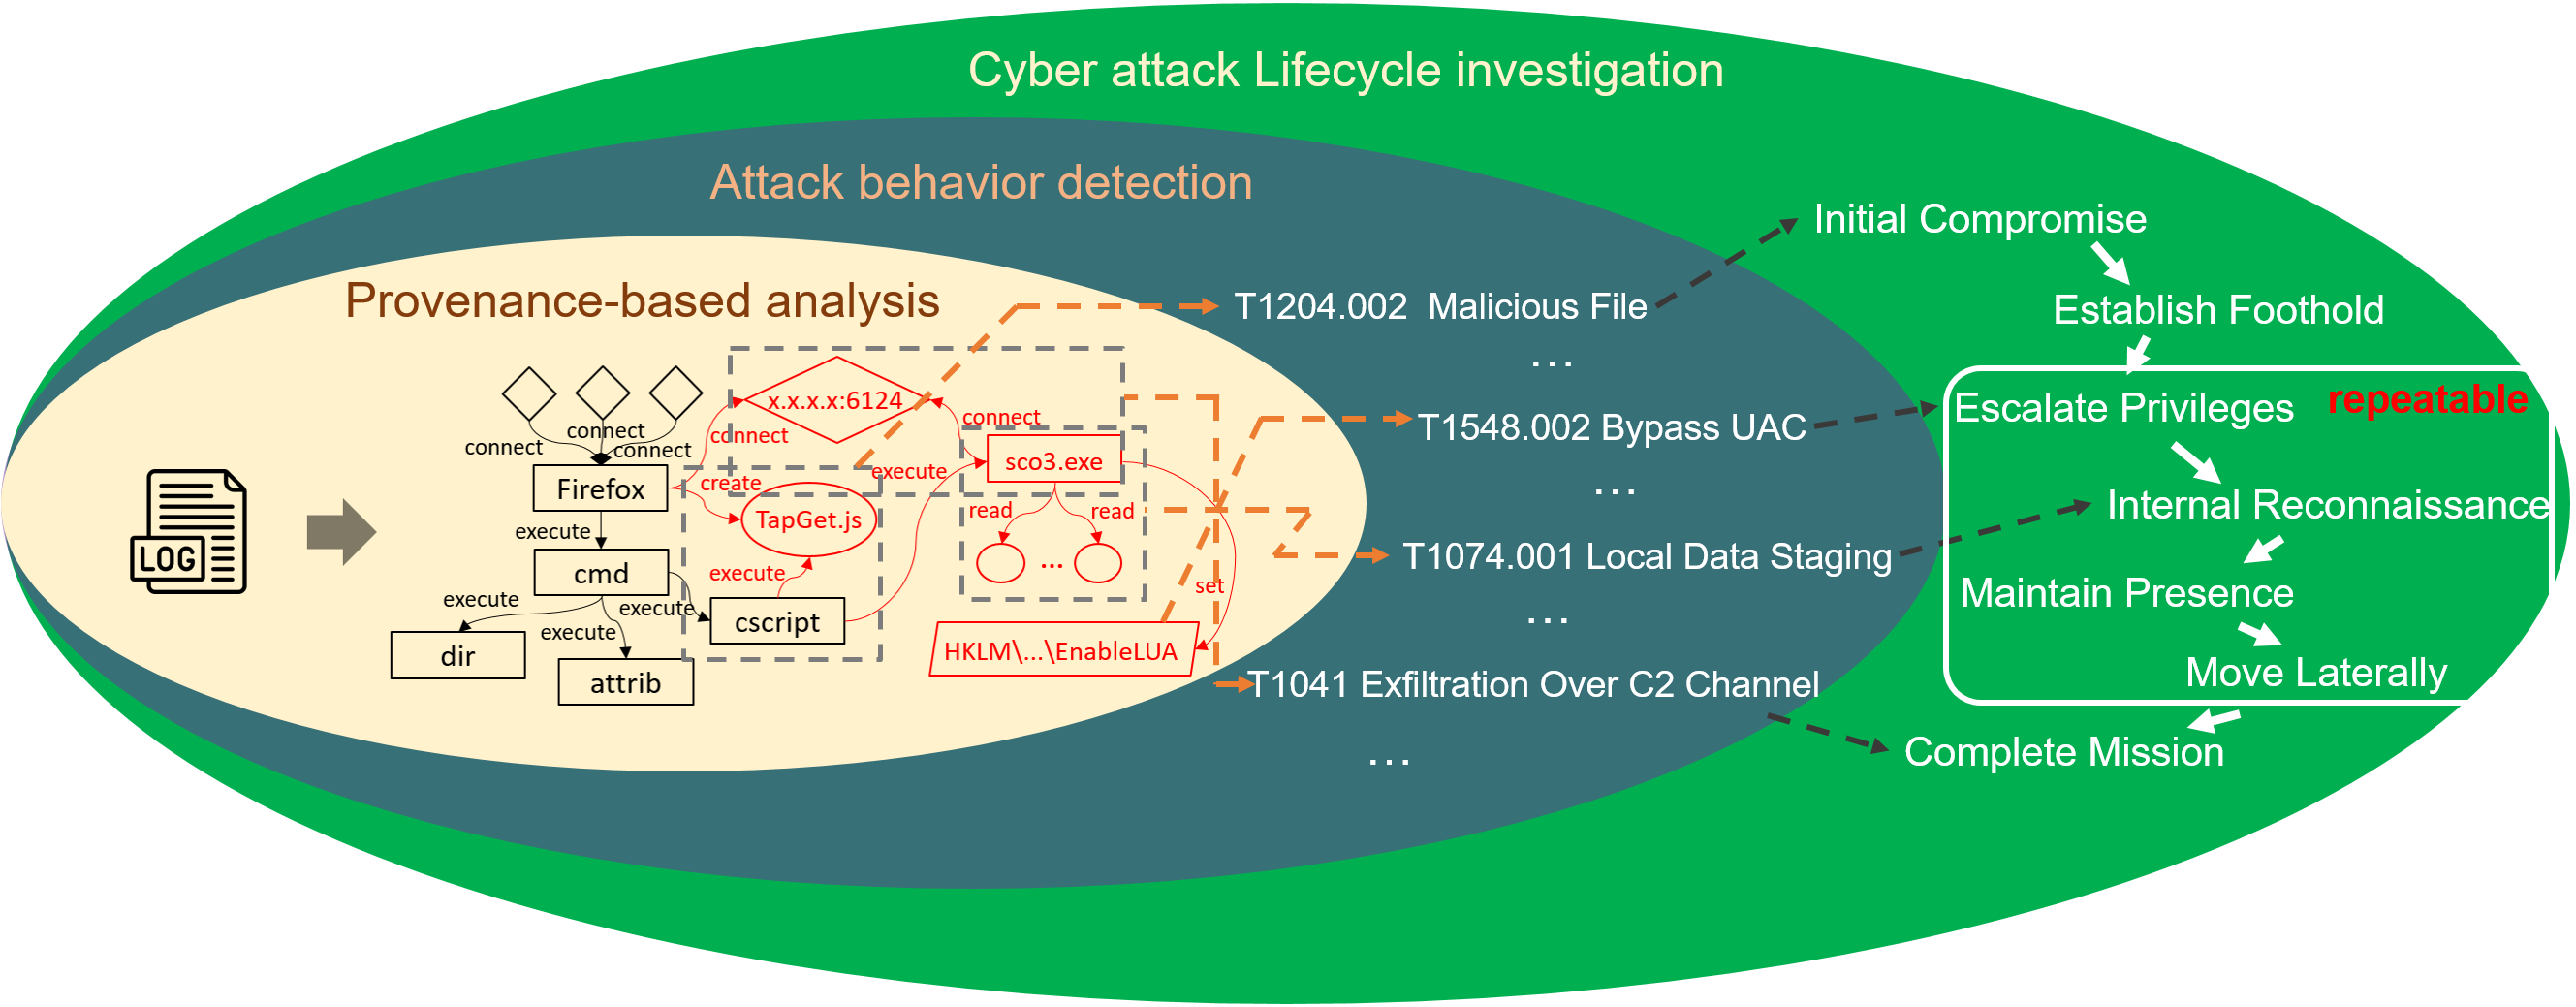 Cyber attack Lifecycle investigation
Attack behavior detection
Provenance-based analysis
LOG
connect
connect
connect
Firefox
execute
cmd
execute
execute
execute
dir
attrib
cscript
x.x.x.x:6124
connect
connect
create
execute
TapGet.js
execute
sco3.exe
read
read
...
set
HKLM\...\EnableLUA
T1204.002 Malicious File
...
T1548.002 Bypass UAC
...
T1074.001 Local Data Staging
...
T1041 Exfiltration Over C2 Channel
...
Initial Compromise
Establish Foothold
Escalate Privileges
repeatable
Internal Reconnaissance
Maintain Presence
Move Laterally
Complete Mission